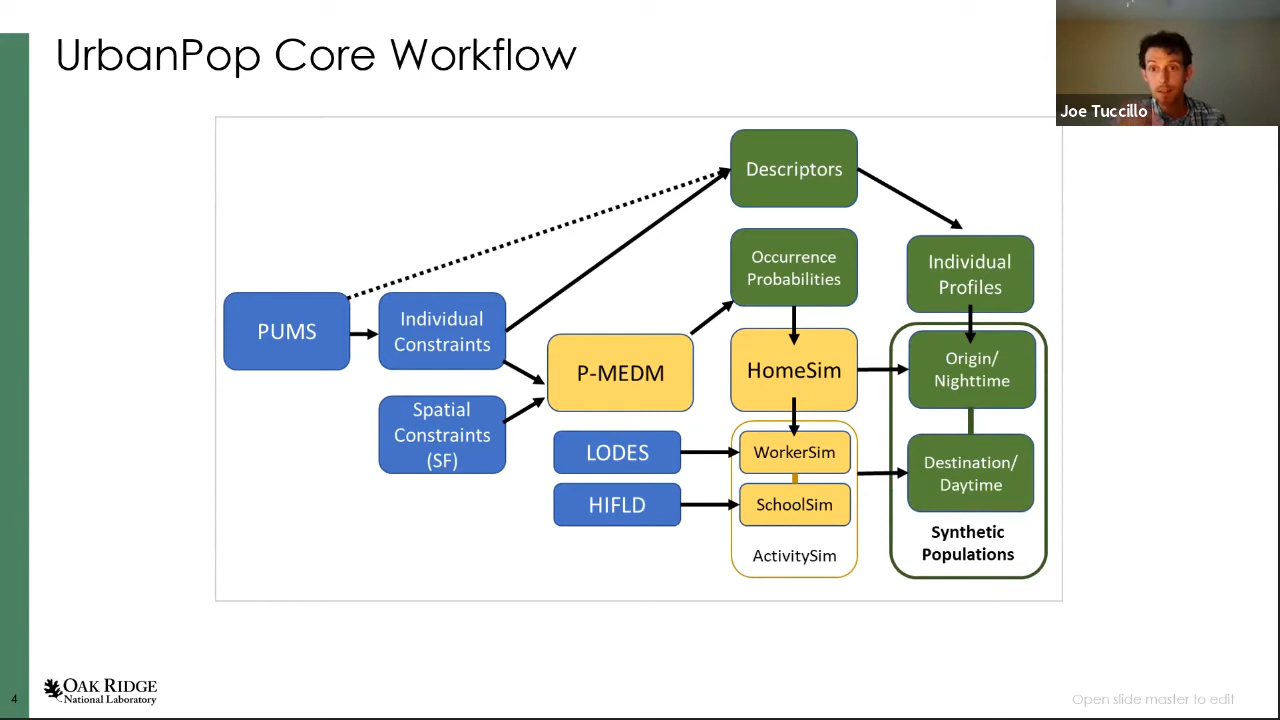 UrbanPop Core Workflow
Joe Tuccillo
Descriptors
Occurrence
Probabilities
Individual
Profiles
PUMS
Individual
Constraints
P-MEDM
HomeSim
Origin/
Nighttime
Spatial
Constraints
(SF)
LODES
WorkerSim
Destination/
Daytime
HIFLD
SchoolSim
ActivitySim
Synthetic
Populations
4
OAK RIDGE
National Laboratory
Open slide master to edit